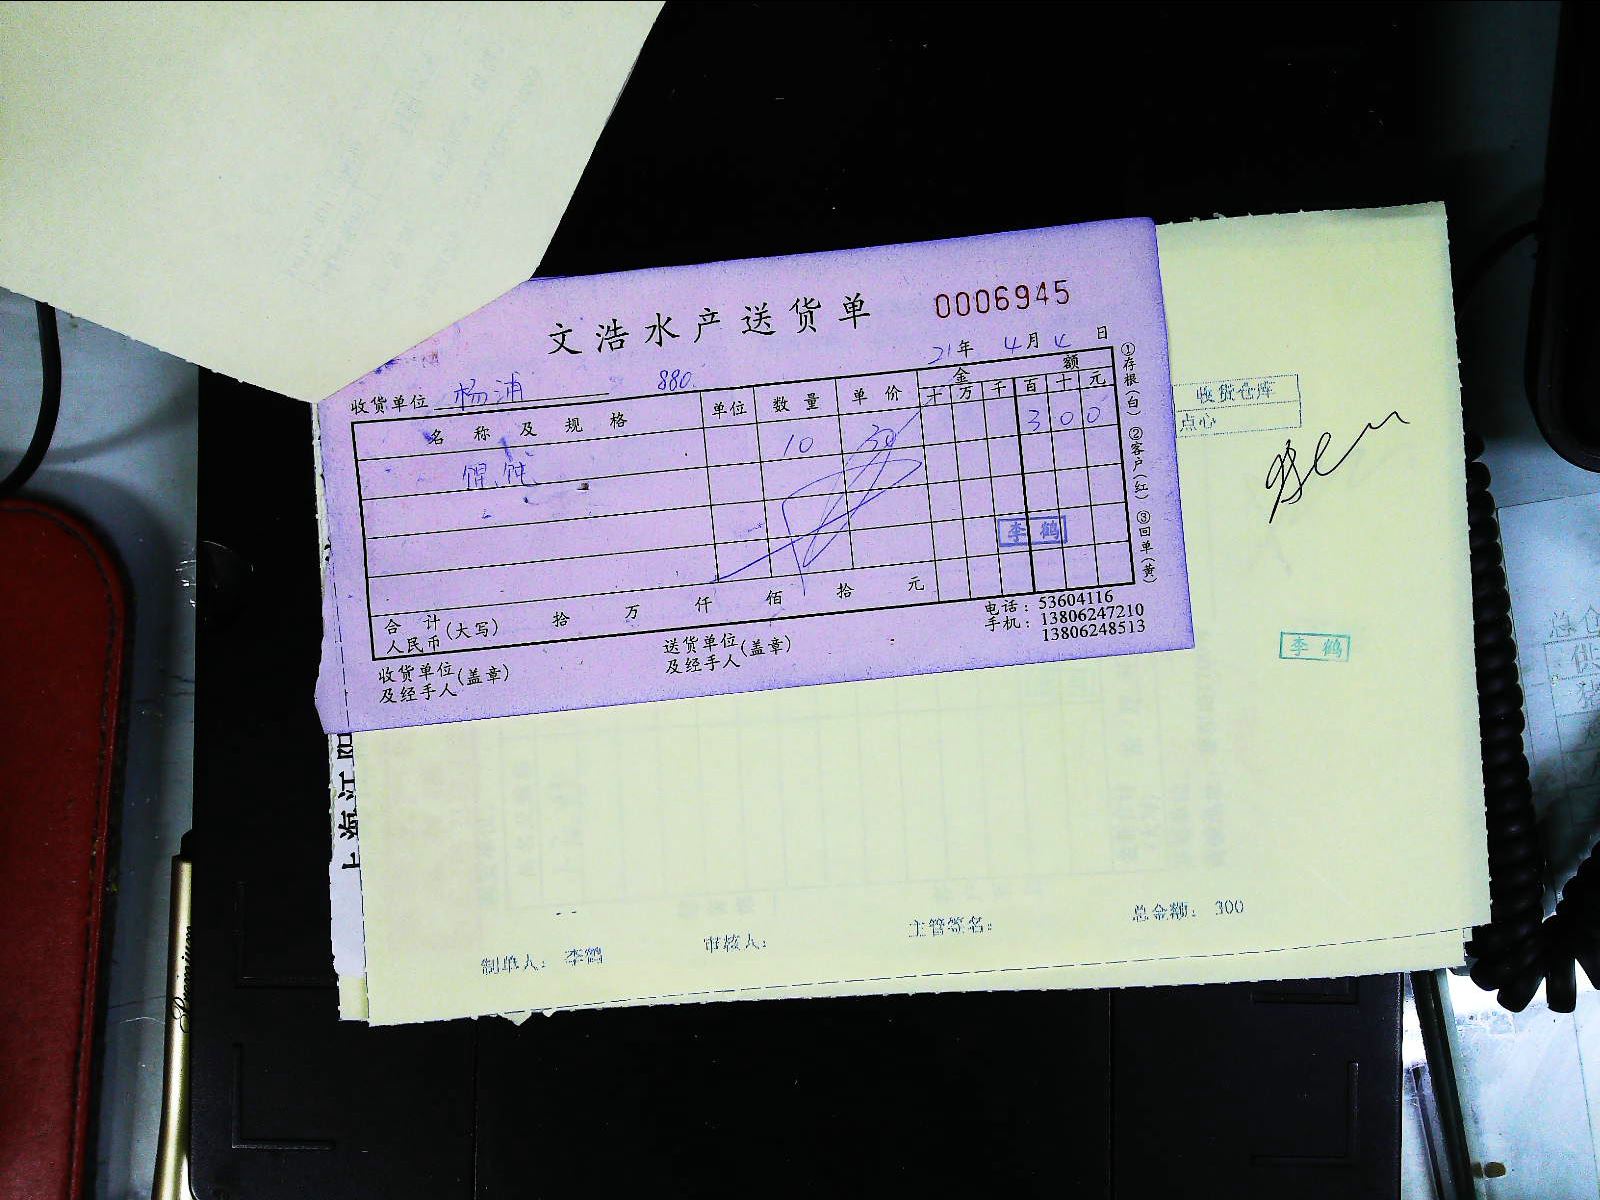 文浩水产送货单 0006945
21年 4月 4日
收货单位 杨浦 880.
名称及规格 单位 数量 单价 金额
十万千百十元
馄饨 10 30 300
李鹤
合计人民币(大写) 拾 万 仟 佰 拾 元
收货单位及经手人(盖章) 送货单位及经手人(盖章)
电话: 53604116
手机: 13806247210
13806248513
①存根(白) ②客户(红) ③回单(黄)
收货仓库
点心
李鹤
上海江阳
制单人: 李鹤 审核人: 主管签名: 总金额: 300